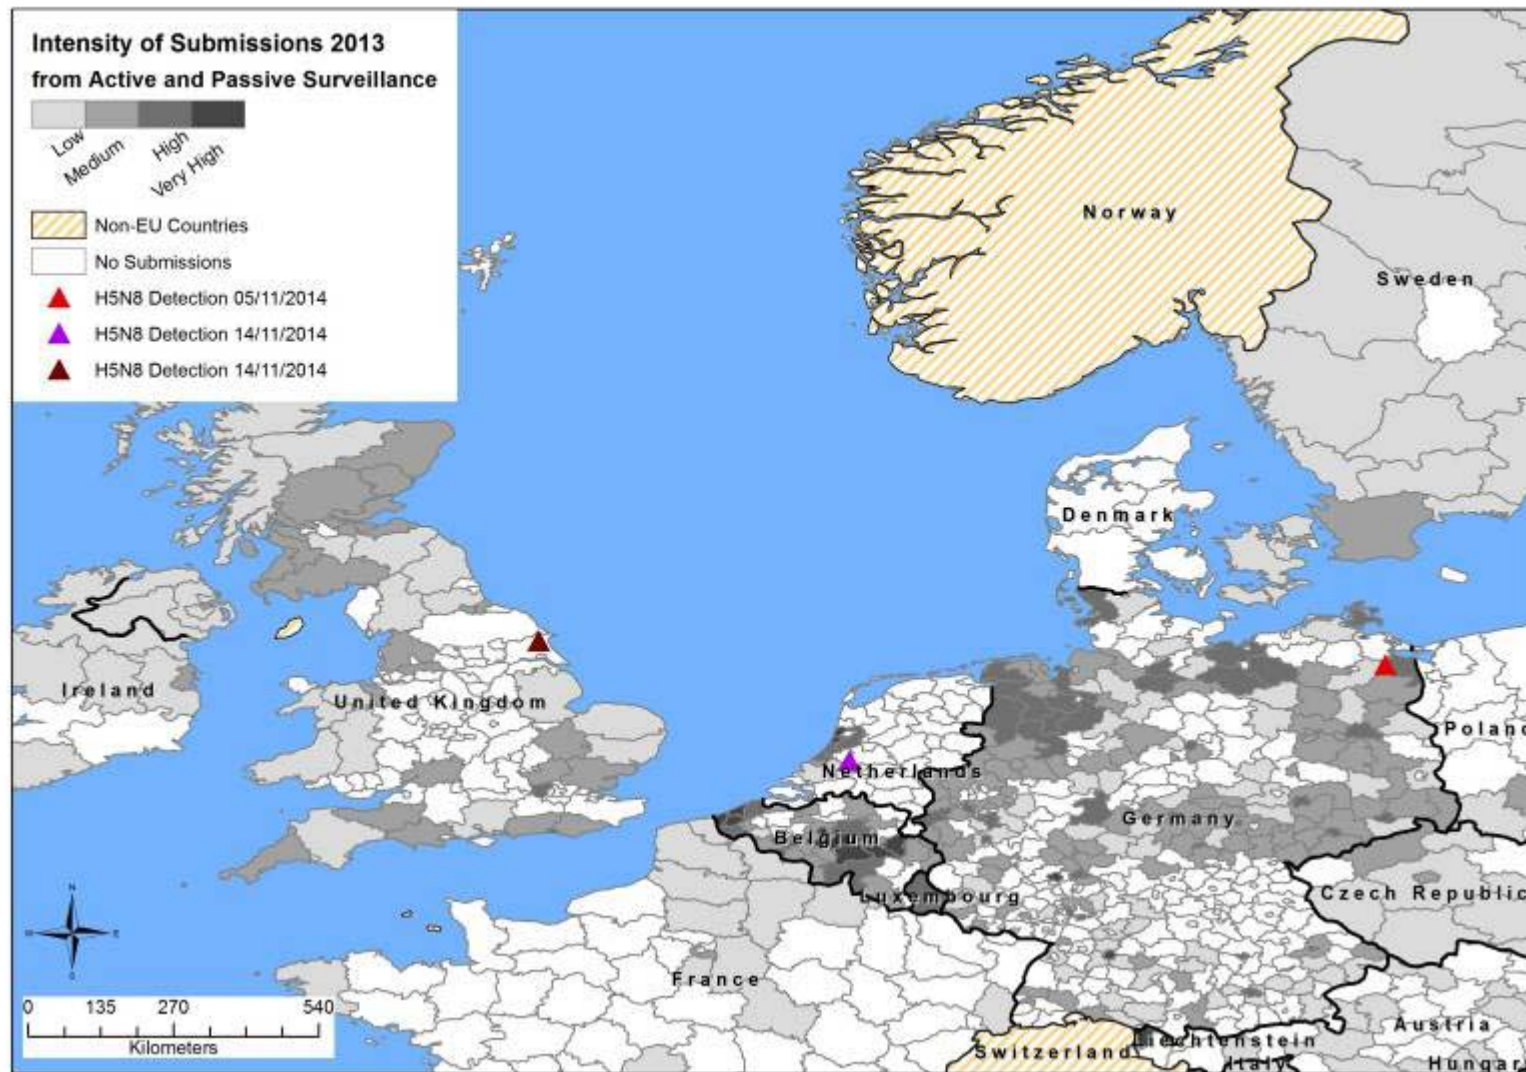 Intensity of Submissions 2013
from Active and Passive Surveillance
Low
Medium
High
Very High
Non-EU Countries
No Submissions
H5N8 Detection 05/11/2014
H5N8 Detection 14/11/2014
H5N8 Detection 14/11/2014
Norway
Sweden
Denmark
Ireland
United Kingdom
Netherlands
Poland
Belgium
Germany
Luxembourg
Czech Republic
France
Austria
Switzerland
Liechtenstein
Italy
Hungar
N
W
E
S
0 135 270 540
Kilometers